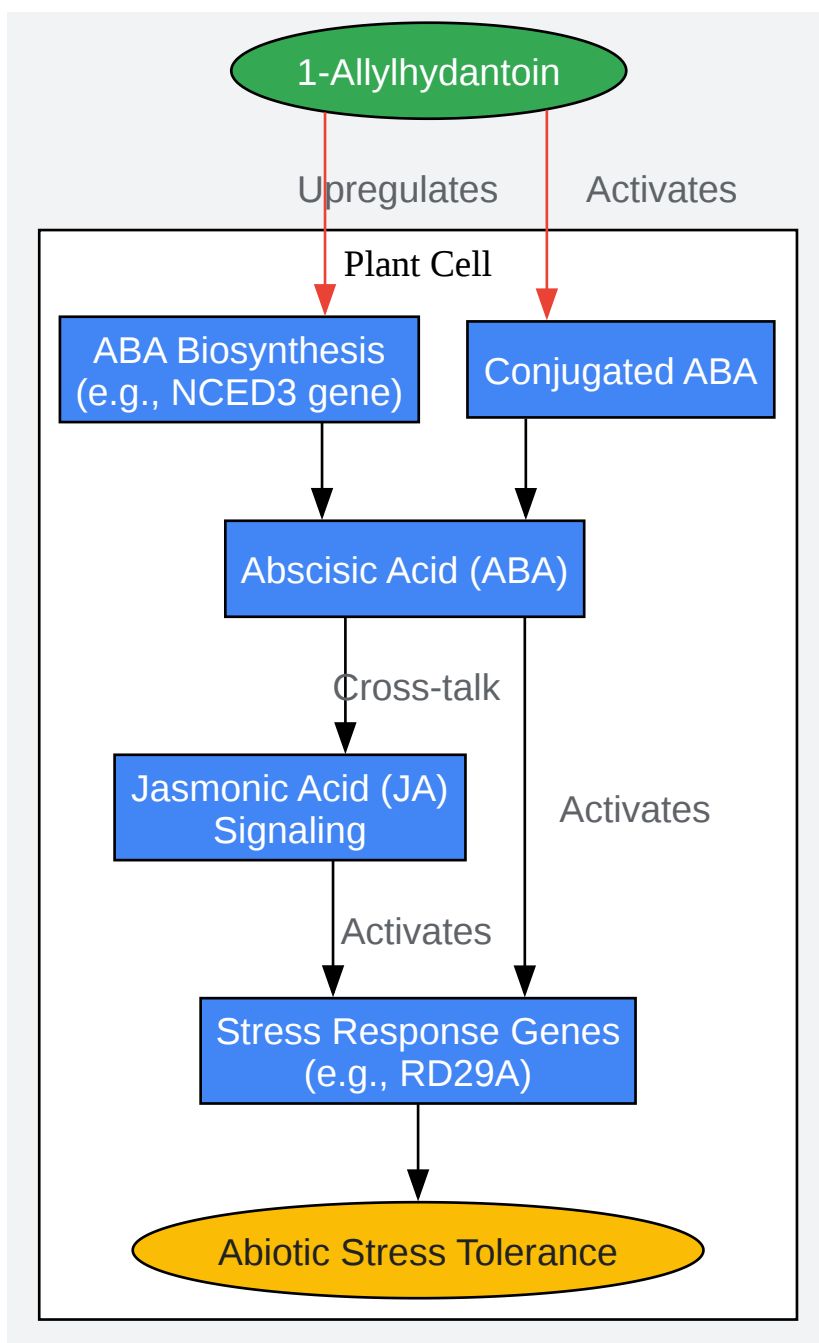 1-Allylhydantoin
Upregulates
Activates
Plant Cell
ABA Biosynthesis
(e.g., NCED3 gene)
Conjugated ABA
Abscisic Acid (ABA)
Cross-talk
Jasmonic Acid (JA)
Signaling
Activates
Activates
Stress Response Genes
(e.g., RD29A)
Abiotic Stress Tolerance